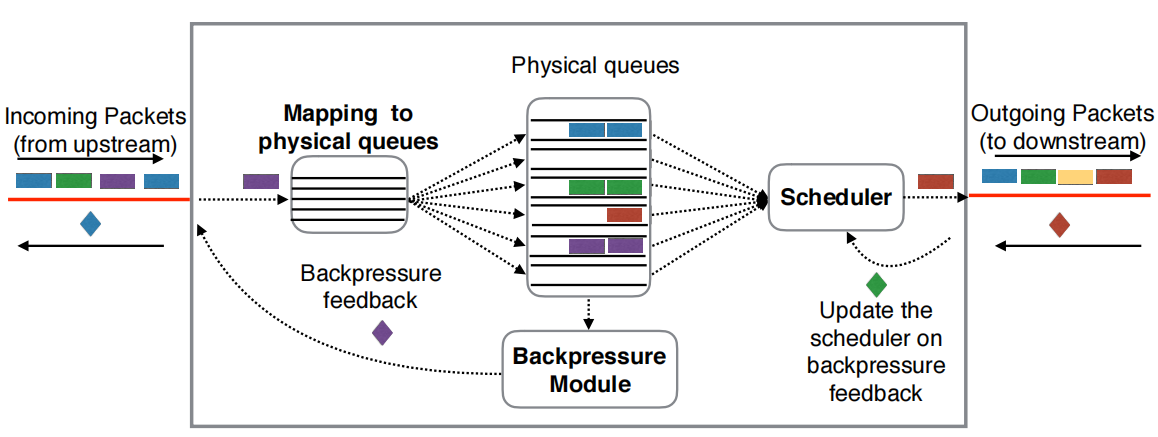 Physical queues
Incoming Packets
(from upstream)
Mapping to
physical queues
Outgoing Packets
(to downstream)
Scheduler
Backpressure
feedback
Update the
scheduler on
backpressure
feedback
Backpressure
Module